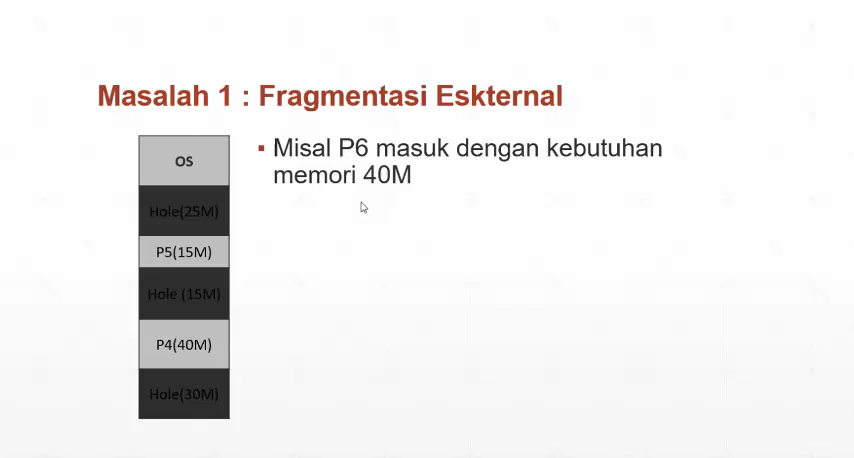 Masalah 1 : Fragmentasi Eskternal
OS
Hole(25M)
P5(15M)
Hole (15M)
P4(40M)
Hole(30M)
▪ Misal P6 masuk dengan kebutuhan
memori 40M